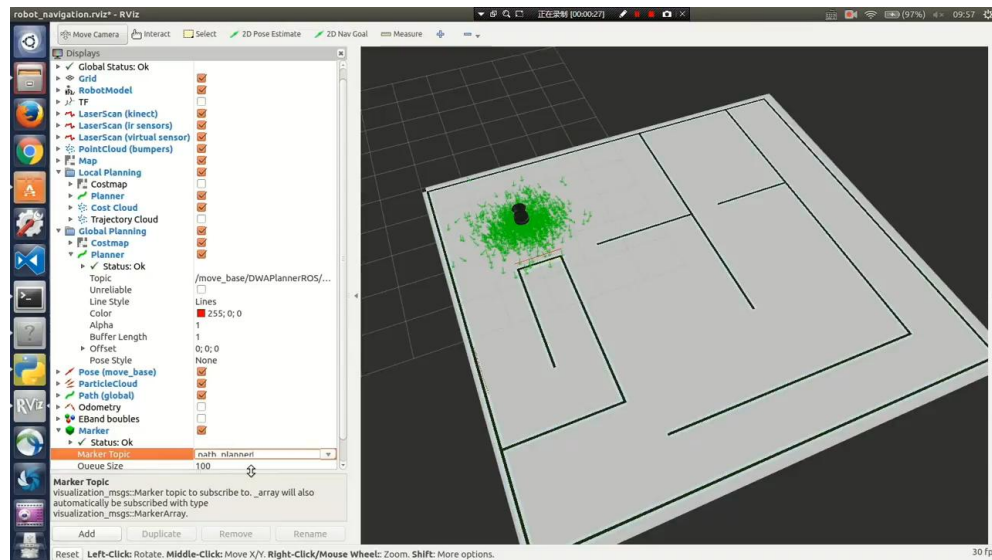 robot_navigation.rviz* - RViz
正在录制 [00:00:27]
(97%)
09:57
Move Camera Interact Select 2D Pose Estimate 2D Nav Goal Measure
Displays
Global Status: Ok
Grid
RobotModel
TF
LaserScan (kinect)
LaserScan (ir sensors)
LaserScan (virtual sensor)
PointCloud (bumpers)
Map
Local Planning
Costmap
Planner
Cost Cloud
Trajectory Cloud
Global Planning
Costmap
Planner
Status: Ok
Topic /move_base/DWAPlannerROS/...
Unreliable
Line Style Lines
Color 255; 0; 0
Alpha 1
Buffer Length 1
Offset 0; 0; 0
Pose Style None
Pose (move_base)
ParticleCloud
Path (global)
Odometry
EBand boubles
Marker
Status: Ok
Marker Topic path_planner
Queue Size 100
Marker Topic
visualization_msgs::Marker topic to subscribe to. _array will also
automatically be subscribed with type
visualization_msgs::MarkerArray.
Add Duplicate Remove Rename
Reset Left-Click: Rotate. Middle-Click: Move X/Y. Right-Click/Mouse Wheel: Zoom. Shift: More options.
30 fp
RViz